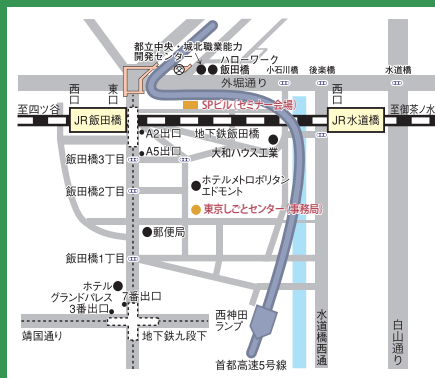 都立中央・城北職業能力
開発センター
ハローワーク
飯田橋
小石川橋
後楽橋
水道橋
外堀通り
西口
東口
SPビル(セミナー会場)
西口
至四ツ谷
JR飯田橋
JR水道橋
至御茶ノ水
A2出口
地下鉄飯田橋
A5出口
大和ハウス工業
飯田橋3丁目
飯田橋2丁目
ホテルメトロポリタン
エドモント
東京しごとセンター(事務局)
郵便局
飯田橋1丁目
ホテル
グランドパレス
7番出口
3番出口
西神田
ランプ
水道橋西通り
白山通り
靖国通り
地下鉄九段下
首都高速5号線